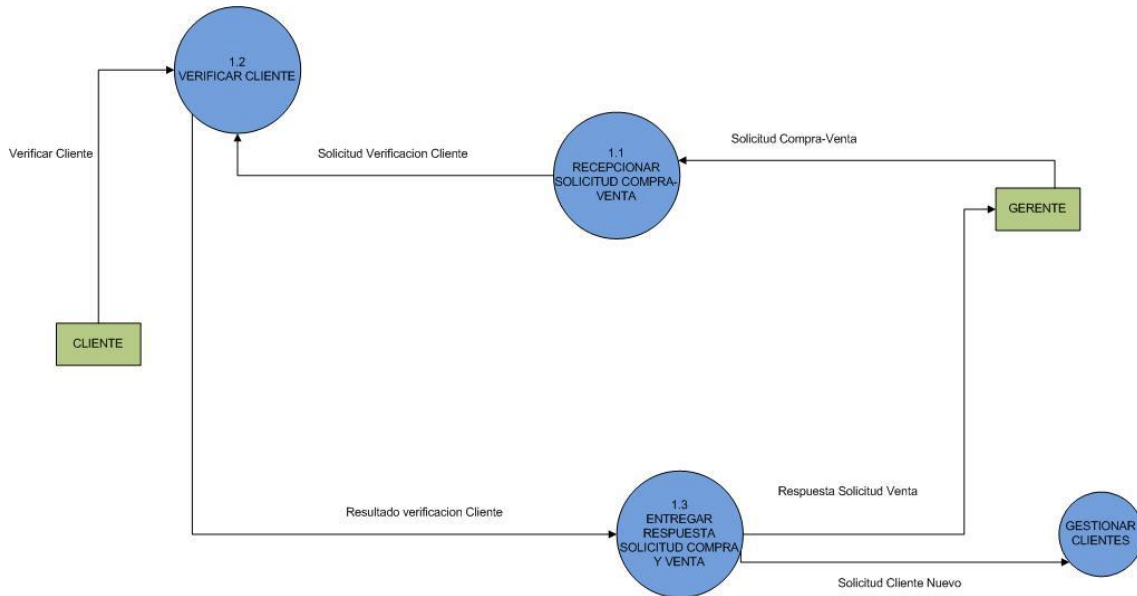 1.2
VERIFICAR CLIENTE
Verificar Cliente
Solicitud Verificacion Cliente
1.1
RECEPCIONAR
SOLICITUD COMPRA-
VENTA
Solicitud Compra-Venta
GERENTE
CLIENTE
Resultado verificacion Cliente
1.3
ENTREGAR
RESPUESTA
SOLICITUD COMPRA
Y VENTA
Respuesta Solicitud Venta
GESTIONAR
CLIENTES
Solicitud Cliente Nuevo